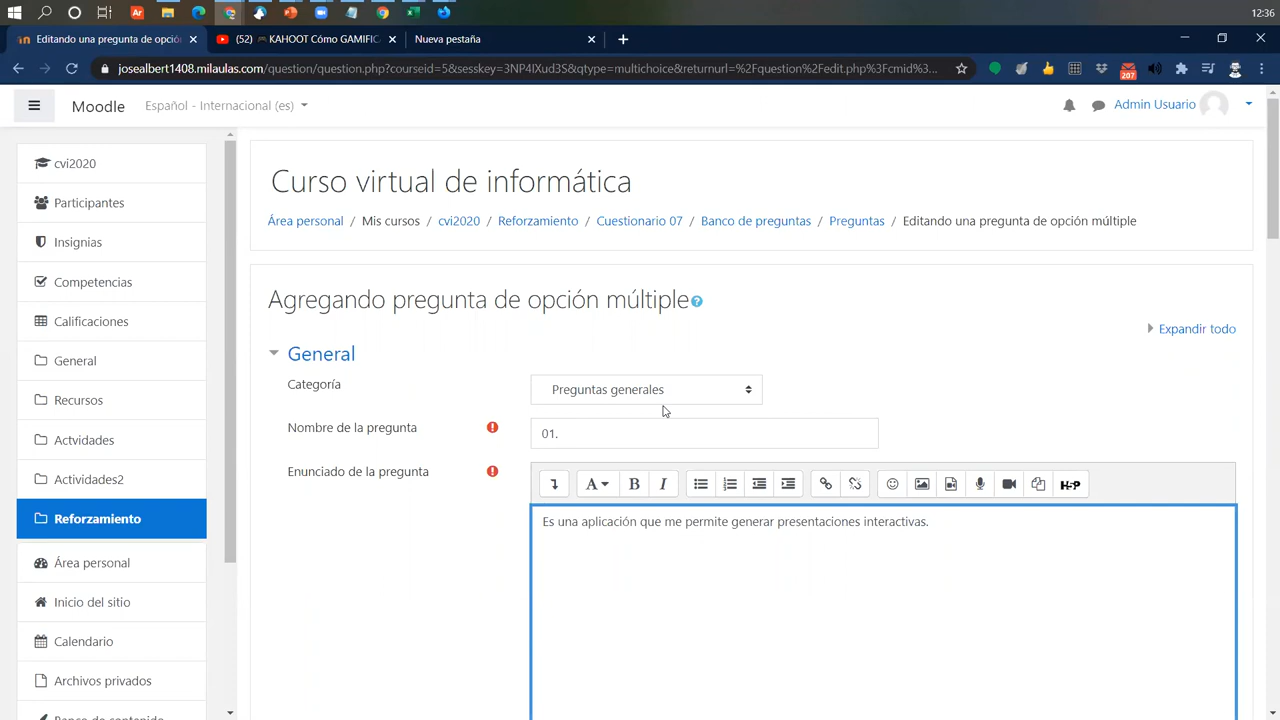 12:36
Editando una pregunta de opció
(52) 🎮 KAHOOT Cómo GAMIFIC
Nueva pestaña
josealbert1408.milaulas.com/question/question.php?courseid=5&sesskey=3NP4lXud3S&qtype=multichoice&returnurl=%2Fquestion%2Fedit.php%3Fcmid%3D...
207
Moodle
Español - Internacional (es)
Admin Usuario
cvi2020
Participantes
Insignias
Competencias
Calificaciones
General
Recursos
Actvidades
Actividades2
Reforzamiento
Área personal
Inicio del sitio
Calendario
Archivos privados
Banco de contenido
Curso virtual de informática
Área personal / Mis cursos / cvi2020 / Reforzamiento / Cuestionario 07 / Banco de preguntas / Preguntas / Editando una pregunta de opción múltiple
Agregando pregunta de opción múltiple
Expandir todo
General
Categoría
Preguntas generales
Nombre de la pregunta
01.
Enunciado de la pregunta
A B I H-P
Es una aplicación que me permite generar presentaciones interactivas.